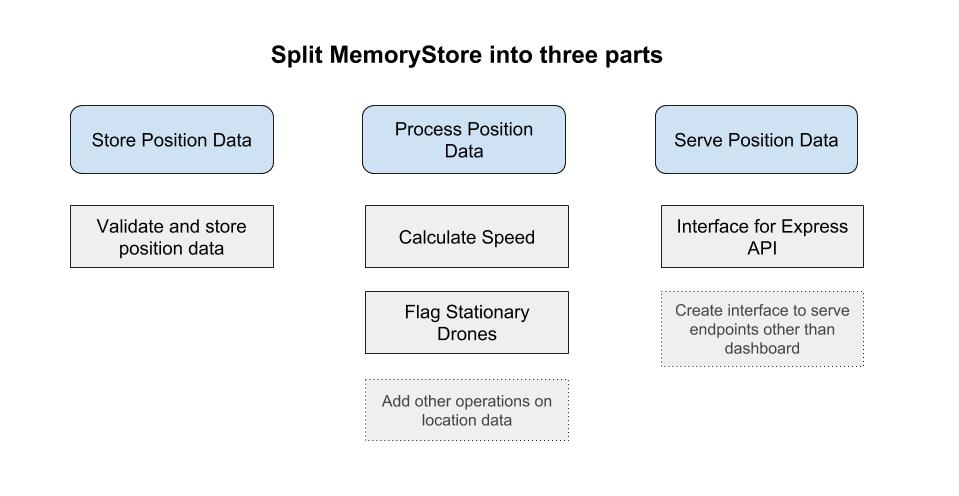 Split MemoryStore into three parts
Store Position Data
Process Position
Data
Serve Position Data
Validate and store
position data
Calculate Speed
Interface for Express
API
Flag Stationary
Drones
Create interface to serve
endpoints other than
dashboard
Add other operations on
location data